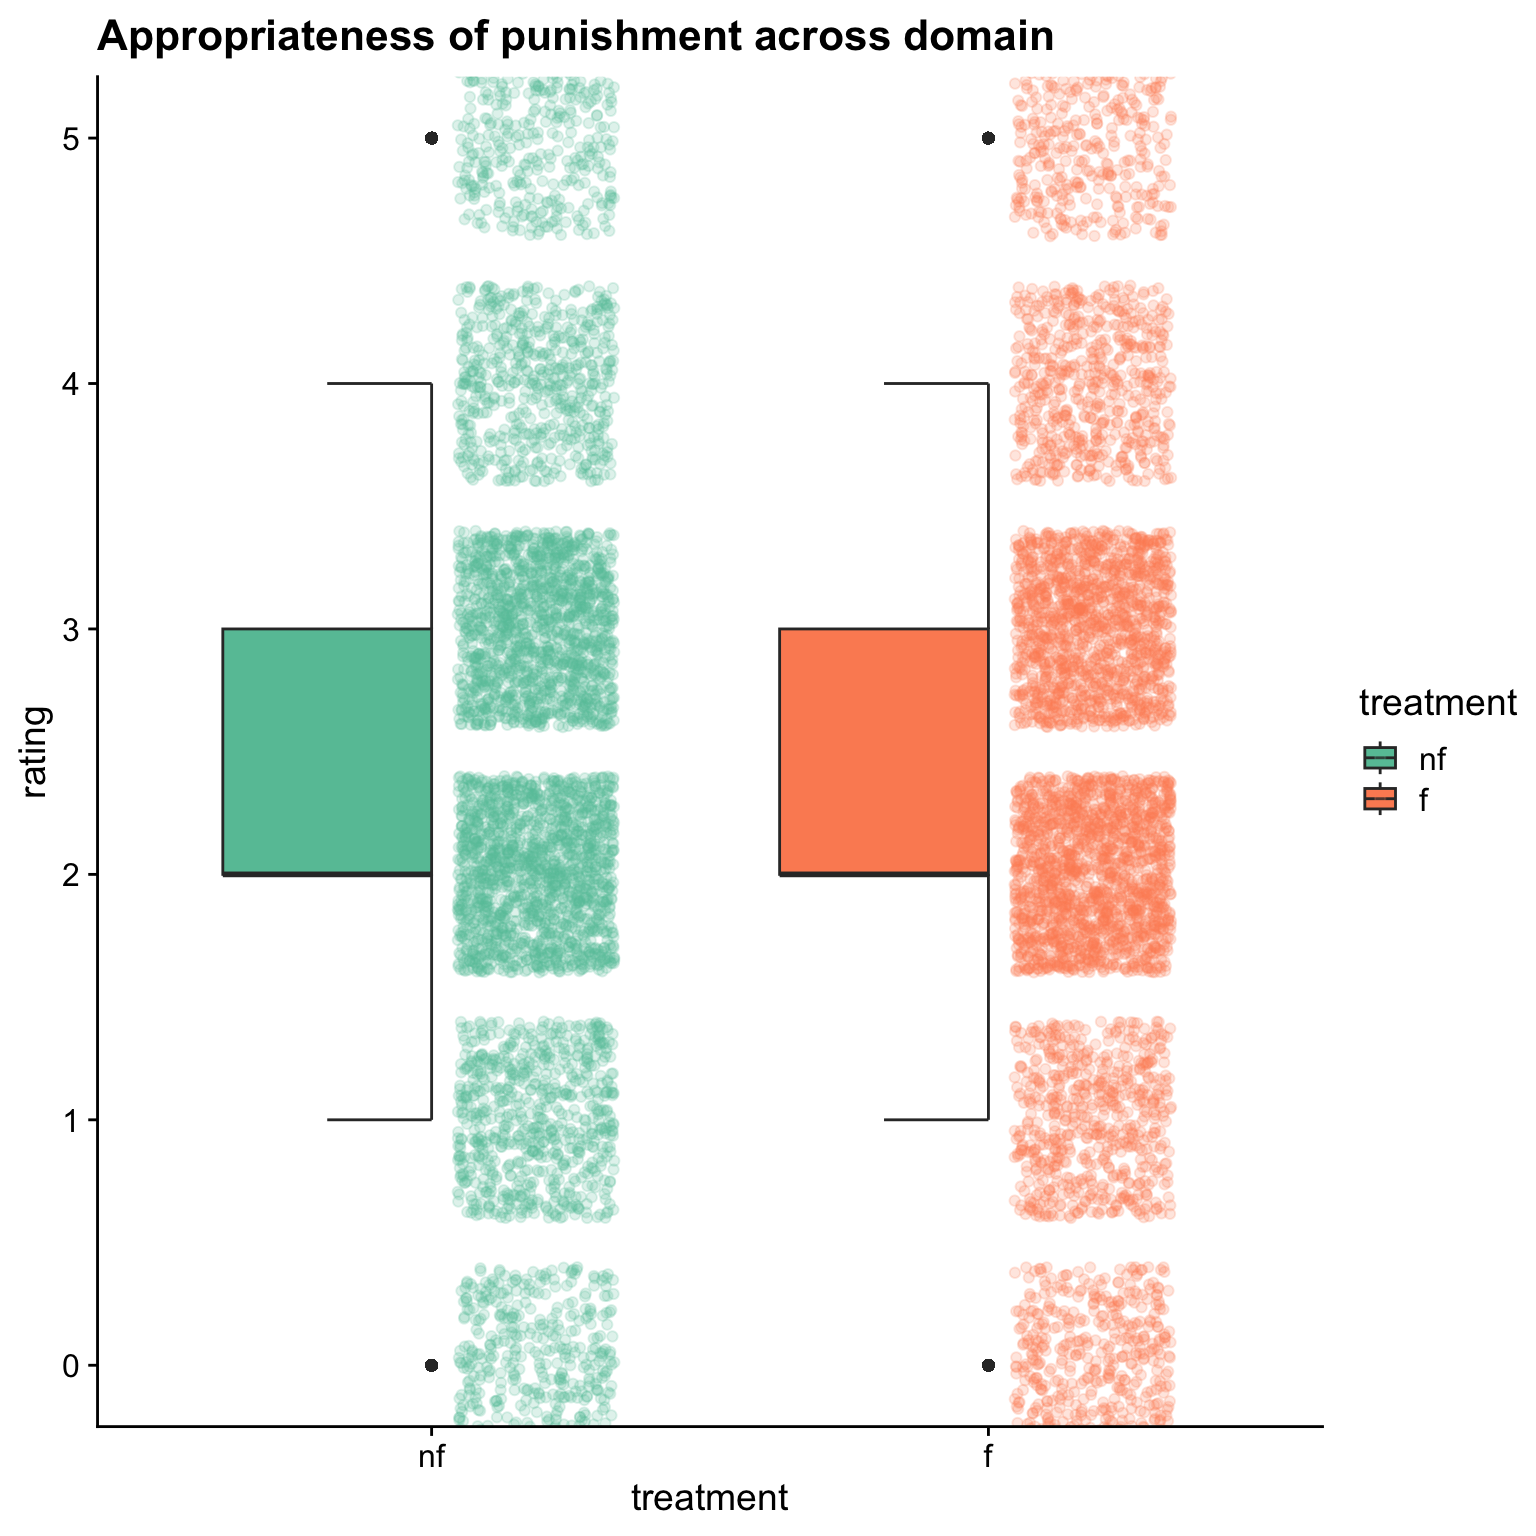 Appropriateness of punishment across domain
5
4
3
2
1
0
rating
nf
f
treatment
treatment
nf
f